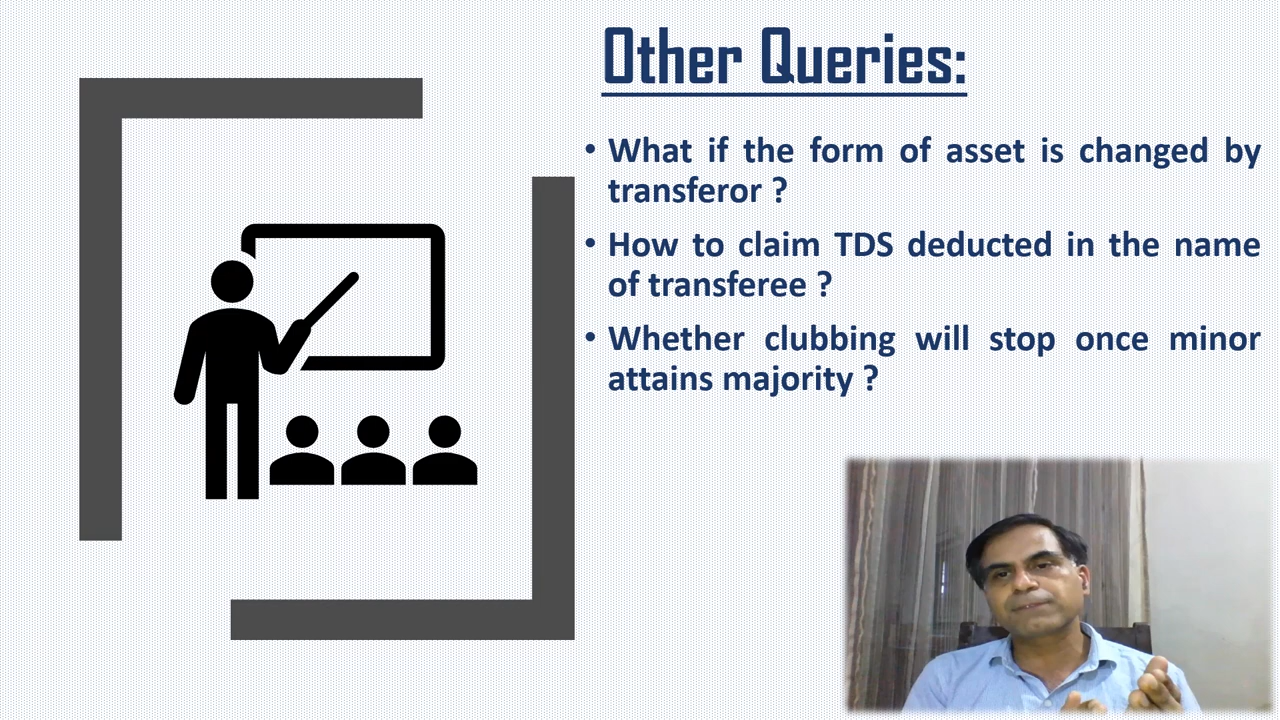 Other Queries:
• What if the form of asset is changed by
transferor ?
• How to claim TDS deducted in the name
of transferee ?
• Whether clubbing will stop once minor
attains majority ?